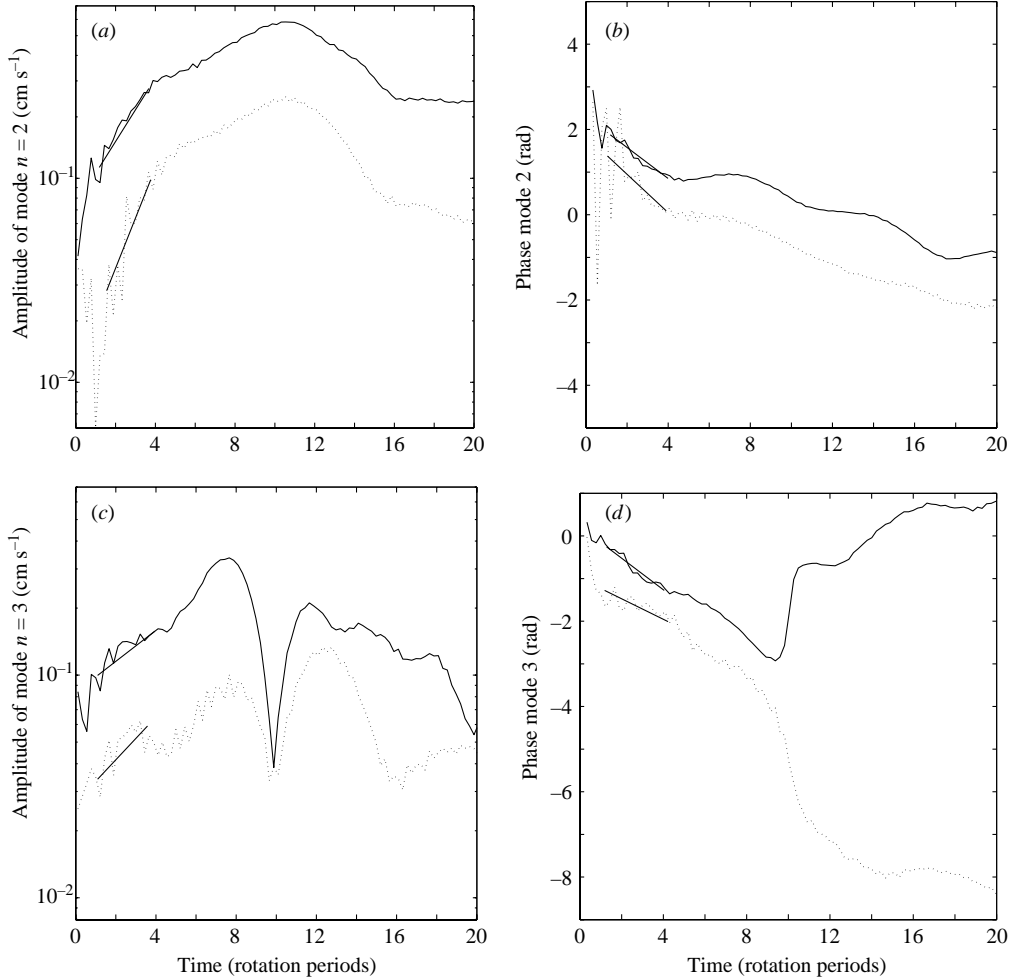 (a)
Amplitude of mode n = 2 (cm s⁻¹)
10⁻¹
10⁻²
0 4 8 12 16 20
(b)
Phase mode 2 (rad)
4
2
0
−2
−4
0 4 8 12 16 20
(c)
Amplitude of mode n = 3 (cm s⁻¹)
10⁻¹
10⁻²
0 4 8 12 16 20
Time (rotation periods)
(d)
Phase mode 3 (rad)
0
−2
−4
−6
−8
0 4 8 12 16 20
Time (rotation periods)